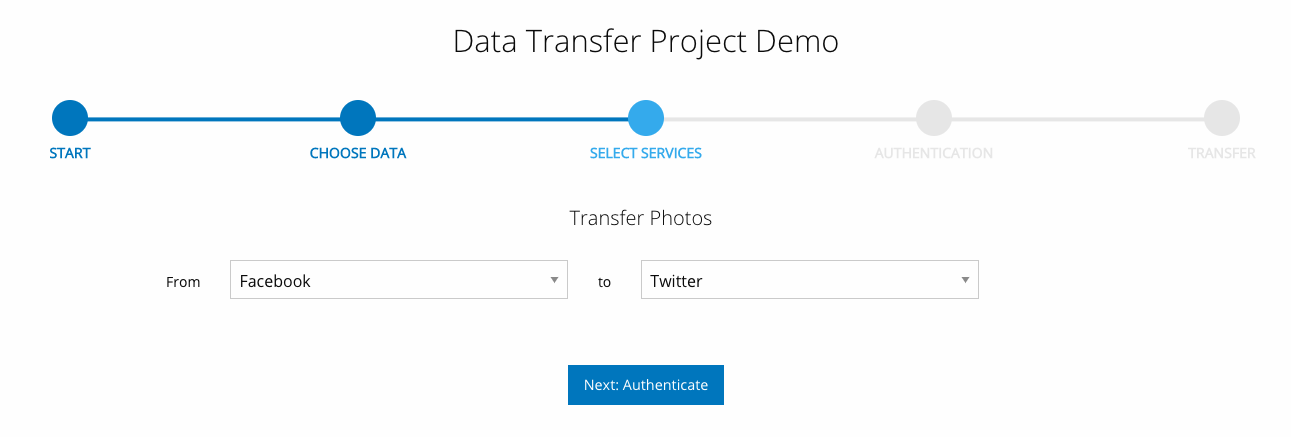 Data Transfer Project Demo
START CHOOSE DATA SELECT SERVICES AUTHENTICATION TRANSFER
Transfer Photos
From Facebook to Twitter
Next: Authenticate